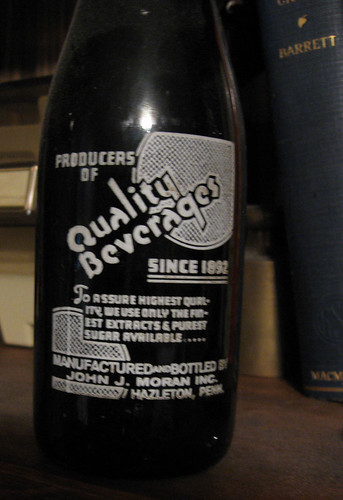 BARRETT
PRODUCERS
OF
Quality
Beverages
SINCE 1892
To ASSURE HIGHEST QUAL-
ITY, WE USE ONLY THE FIN-
EST EXTRACTS & PUREST
SUGAR AVAILABLE.....
MANUFACTURED AND BOTTLED BY
JOHN J. MORAN INC.
HAZLETON, PENN.